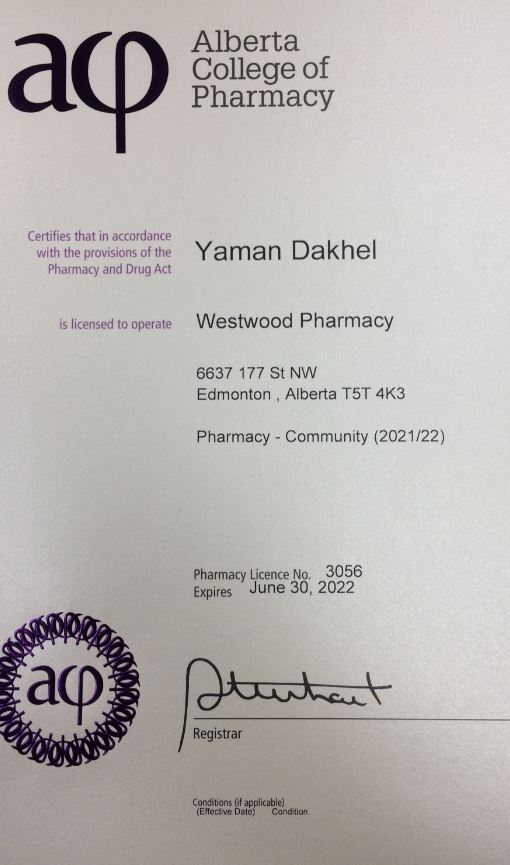 acp
Alberta
College of
Pharmacy
Certifies that in accordance
with the provisions of the
Pharmacy and Drug Act
Yaman Dakhel
is licensed to operate
Westwood Pharmacy
6637 177 St NW
Edmonton , Alberta T5T 4K3
Pharmacy - Community (2021/22)
Pharmacy Licence No. 3056
Expires June 30, 2022
acp
Registrar
Conditions (if applicable)
(Effective Date) Condition